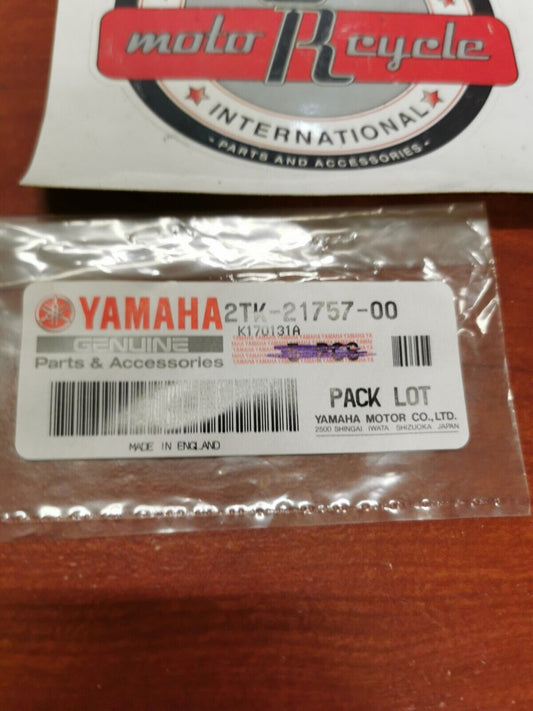 moto R cycle
INTERNATIONAL
- PARTS AND ACCESSORIES -
YAMAHA 2TK-21757-00
K170131A
GENUINE
Parts & Accessories
PACK LOT
YAMAHA MOTOR CO.,LTD.
2500 SHINGAI IWATA SHIZUOKA JAPAN
MADE IN ENGLAND